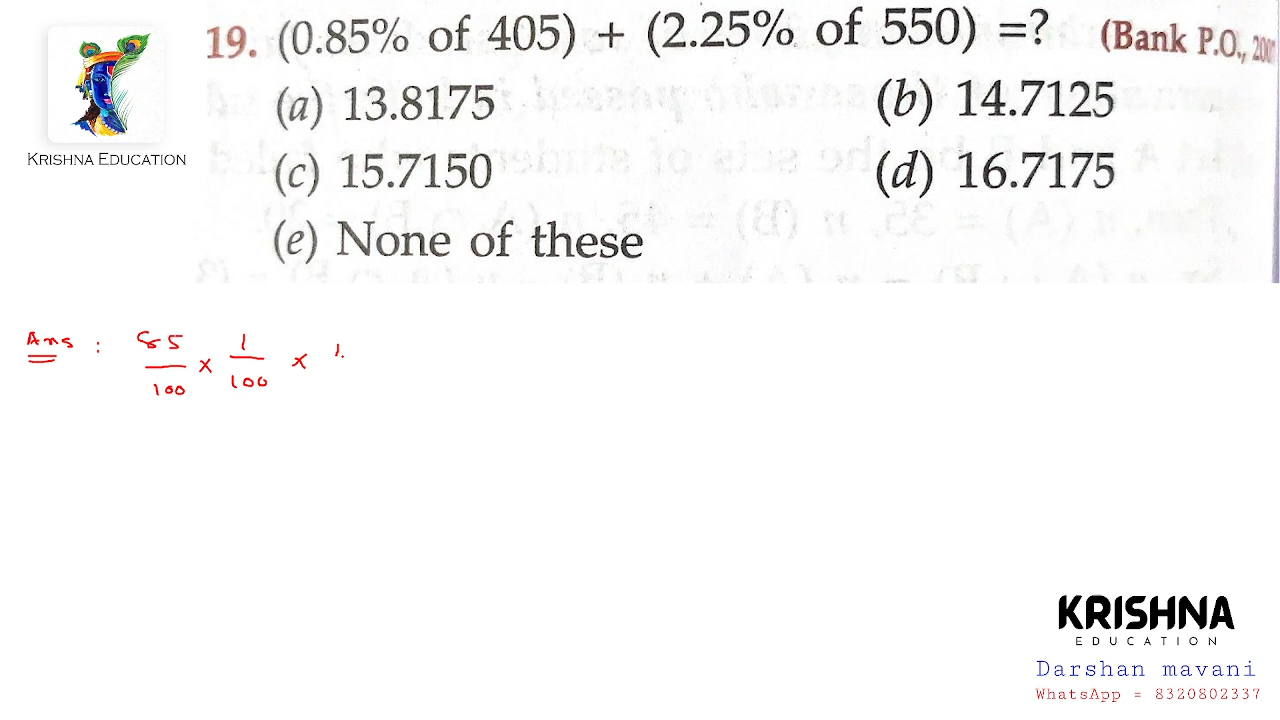 19. (0.85% of 405) + (2.25% of 550) =? (Bank P.O., 200
(a) 13.8175 (b) 14.7125
(c) 15.7150 (d) 16.7175
(e) None of these
KRISHNA EDUCATION
Ans : 85/100 × 1/100 ×
KRISHNA
EDUCATION
Darshan mavani
WhatsApp = 8320802337